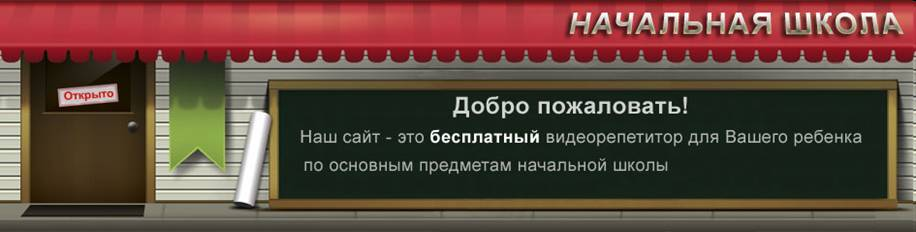 НАЧАЛЬНАЯ ШКОЛА
Открыто
Добро пожаловать!
Наш сайт - это бесплатный видеорепетитор для Вашего ребенка
по основным предметам начальной школы